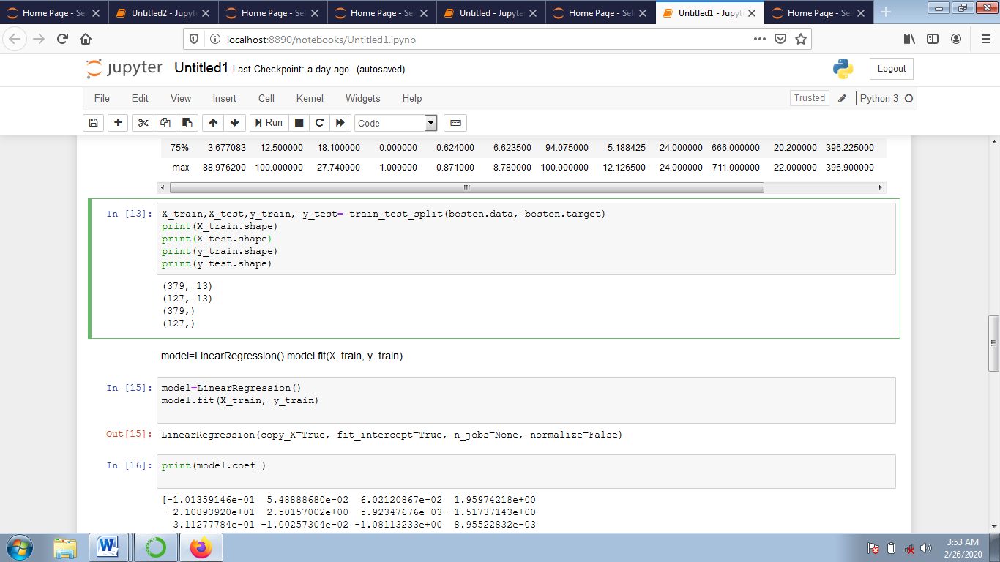 Home Page - Sel
Untitled2 - Jupyt
Home Page - Sel
Home Page - Sel
Untitled - Jupyt
Home Page - Sel
Untitled1 - Jupyt
Home Page - Sel
localhost:8890/notebooks/Untitled1.ipynb
jupyter Untitled1 Last Checkpoint: a day ago (autosaved)
Logout
File Edit View Insert Cell Kernel Widgets Help
Trusted Python 3
Run Code
75% 3.677083 12.500000 18.100000 0.000000 0.624000 6.623500 94.075000 5.188425 24.000000 666.000000 20.200000 396.225000
max 88.976200 100.000000 27.740000 1.000000 0.871000 8.780000 100.000000 12.126500 24.000000 711.000000 22.000000 396.900000
In [13]: X_train,X_test,y_train, y_test= train_test_split(boston.data, boston.target)
print(X_train.shape)
print(X_test.shape)
print(y_train.shape)
print(y_test.shape)
(379, 13)
(127, 13)
(379,)
(127,)
model=LinearRegression() model.fit(X_train, y_train)
In [15]: model=LinearRegression()
model.fit(X_train, y_train)
Out[15]: LinearRegression(copy_X=True, fit_intercept=True, n_jobs=None, normalize=False)
In [16]: print(model.coef_)
[-1.01359146e-01 5.48888680e-02 6.02120867e-02 1.95974218e+00
-2.10893920e+01 2.50157002e+00 5.92347676e-03 -1.51737143e+00
3.11277784e-01 -1.00257304e-02 -1.08113233e+00 8.95522832e-03
3:53 AM
2/26/2020